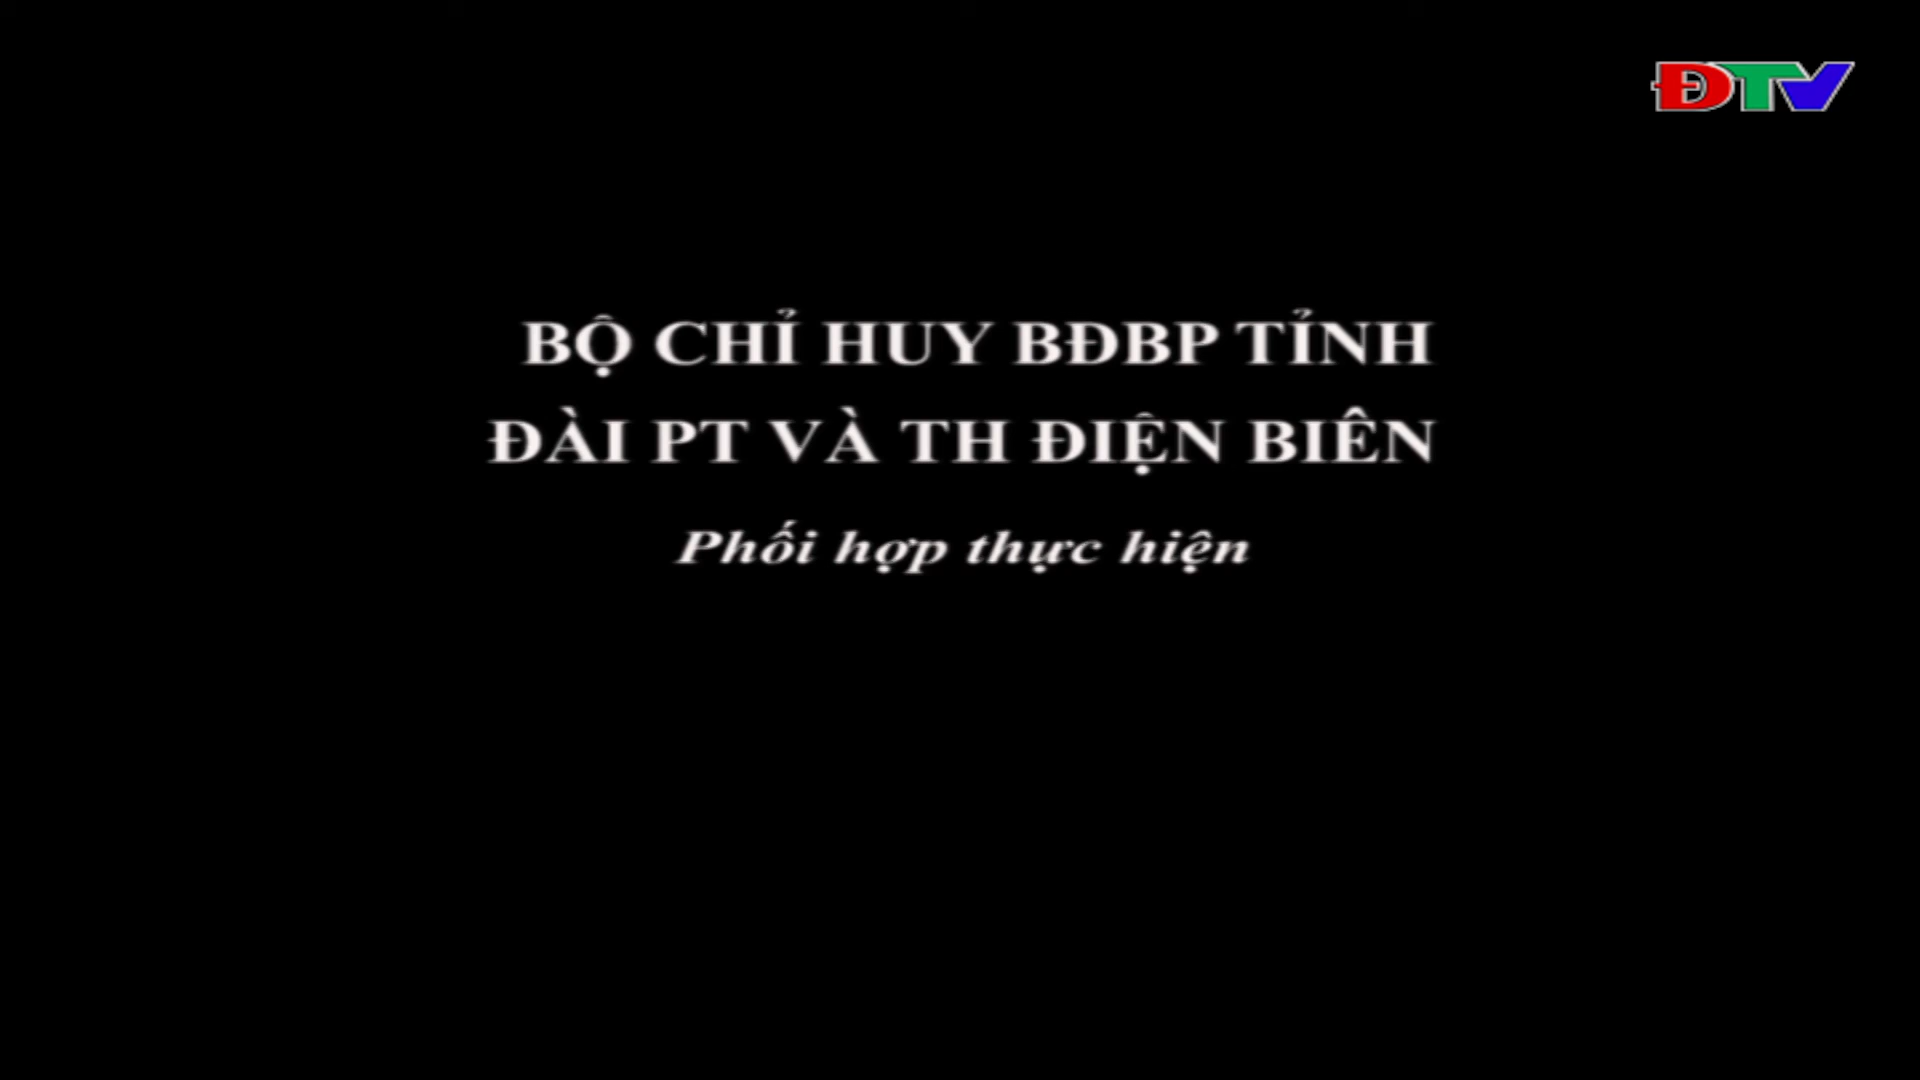 ĐTV
BỘ CHỈ HUY BĐBP TỈNH
ĐÀI PT VÀ TH ĐIỆN BIÊN
Phối hợp thực hiện